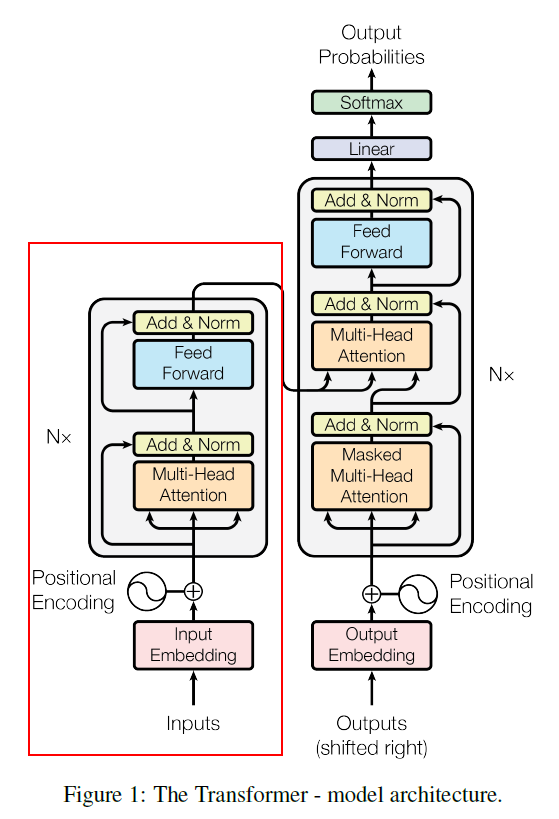 Output
Probabilities
Softmax
Linear
Add & Norm
Feed
Forward
Add & Norm
Multi-Head
Attention
Nx
Add & Norm
Masked
Multi-Head
Attention
Add & Norm
Feed
Forward
Nx
Add & Norm
Multi-Head
Attention
Positional
Encoding
Positional
Encoding
Input
Embedding
Output
Embedding
Inputs
Outputs
(shifted right)
Figure 1: The Transformer - model architecture.